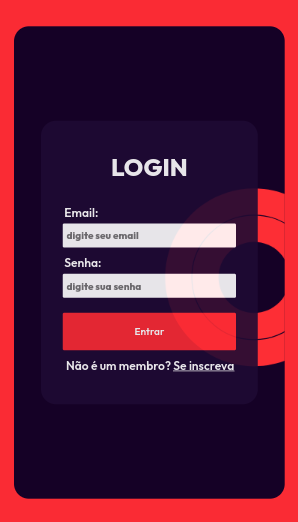 LOGIN
Email:
digite seu email
Senha:
digite sua senha
Entrar
Não é um membro? Se inscreva